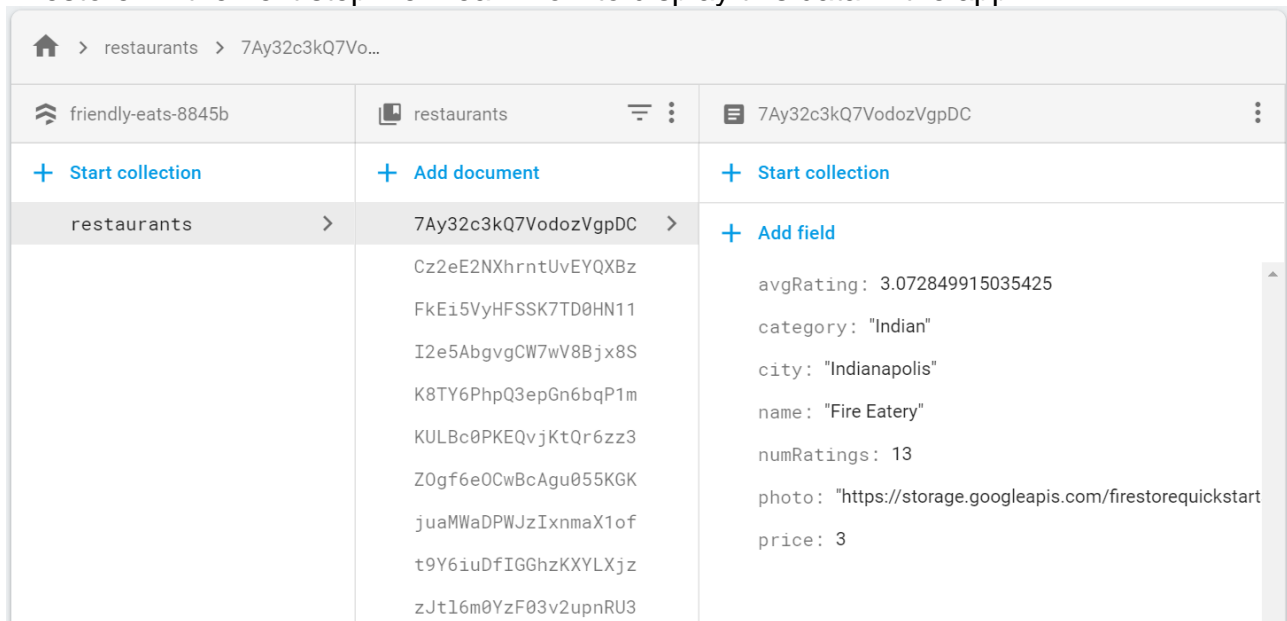 restaurants > 7Ay32c3kQ7Vo...
friendly-eats-8845b
+ Start collection
restaurants >
restaurants
+ Add document
7Ay32c3kQ7VodozVgpDC >
Cz2eE2NXhrntUvEYQXBz
FkEi5VyHFSSK7TD0HN11
I2e5AbgvgCW7wV8Bjx8S
K8TY6PhpQ3epGn6bqP1m
KULBc0PKEQvjKtQr6zz3
ZOgf6eOCwBcAgu055KGK
juaMWaDPWJzIxnmaX1of
t9Y6iuDfIGGhzKXYLXjz
zJtl6m0YzF03v2upnRU3
7Ay32c3kQ7VodozVgpDC
+ Start collection
+ Add field
avgRating: 3.072849915035425
category: "Indian"
city: "Indianapolis"
name: "Fire Eatery"
numRatings: 13
photo: "https://storage.googleapis.com/firestorequickstart
price: 3